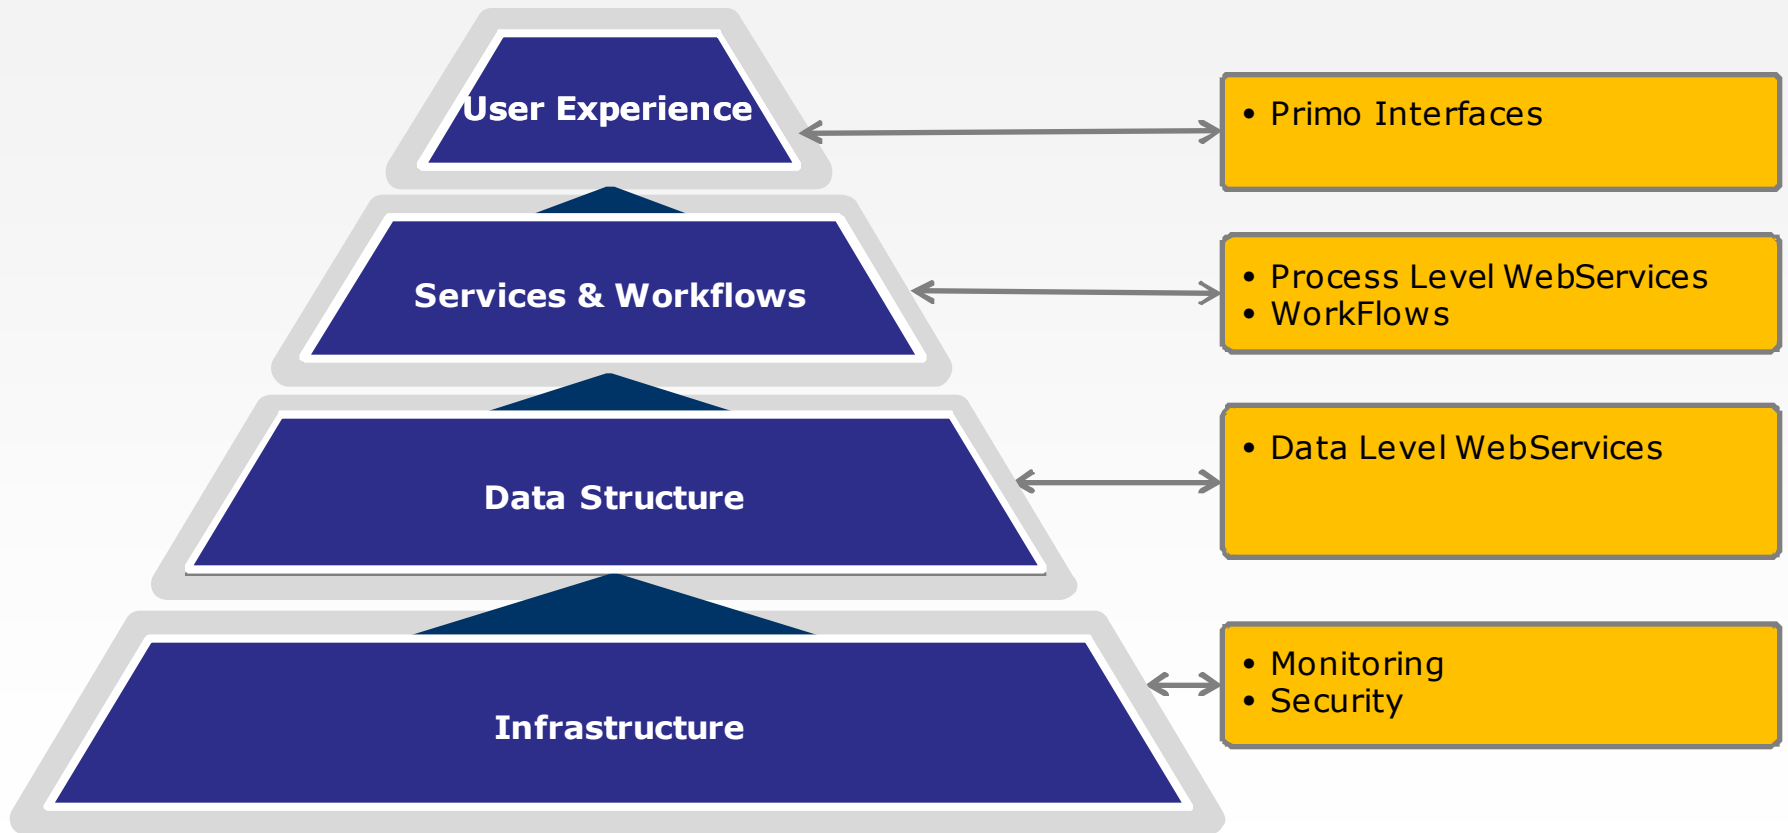 User Experience
• Primo Interfaces
Services & Workflows
• Process Level WebServices
• WorkFlows
Data Structure
• Data Level WebServices
Infrastructure
• Monitoring
• Security